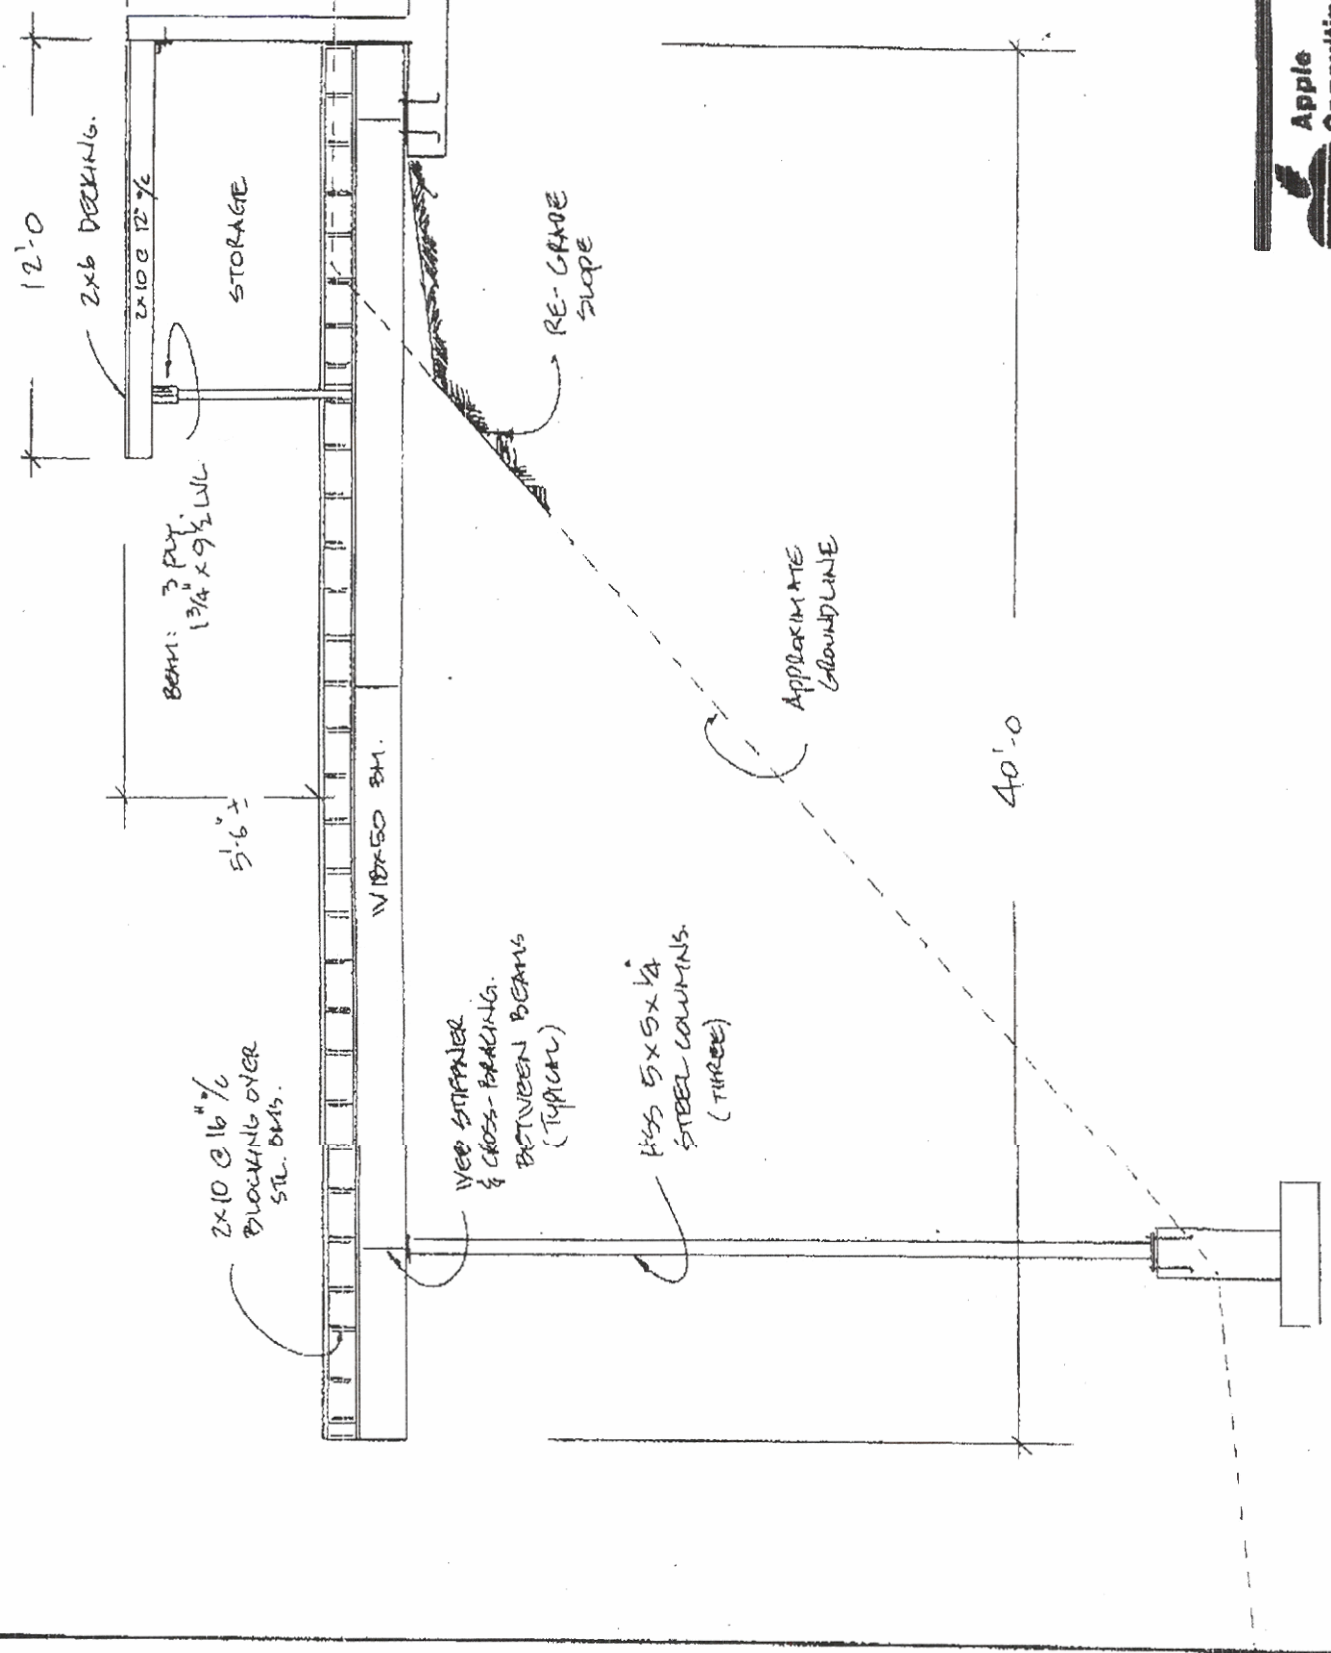 12'-0
2x6 DECKING.
2x10 @ 12" o/c
STORAGE
BEAM: 3 PLY.
1 3/4" x 9 1/2 LVL
5'-6" ±
2x10 @ 16" o/c
BLOCKING OVER
STL. BMS.
W18x50 BM.
WEB STIFFNER
& CROSS-BRACING.
BETWEEN BEAMS
(TYPICAL)
HSS 5x5x1/4"
STEEL COLUMNS.
(THREE)
RE-GRADE
SLOPE
APPROXIMATE
GROUNDLINE
40'-0
Apple